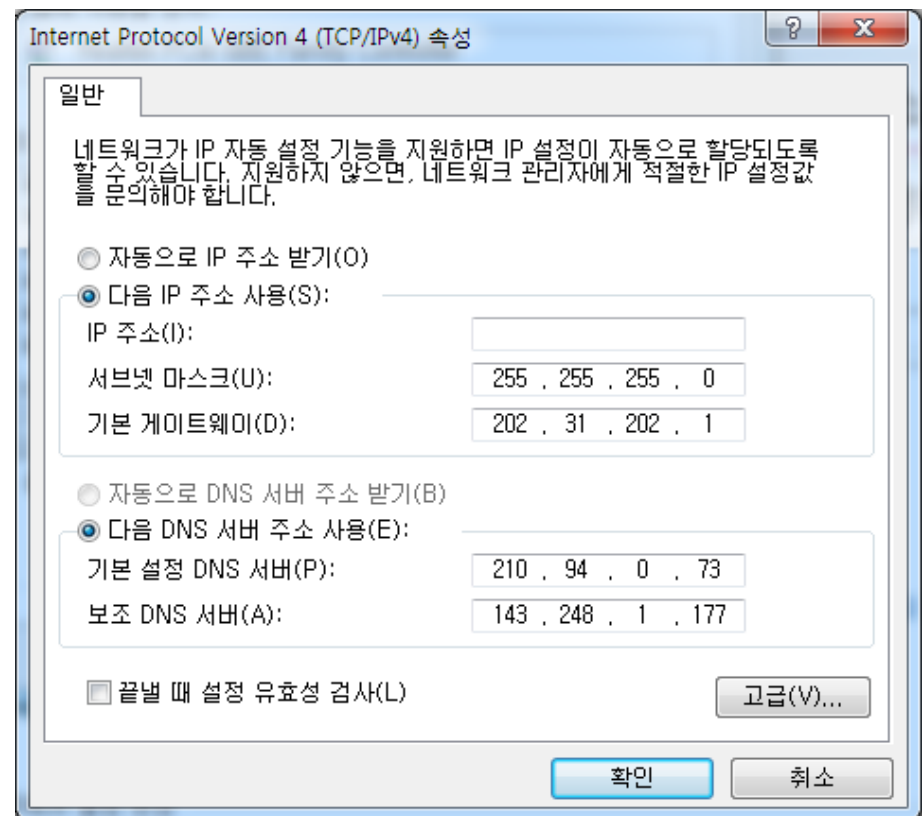 Internet Protocol Version 4 (TCP/IPv4) 속성
일반
네트워크가 IP 자동 설정 기능을 지원하면 IP 설정이 자동으로 할당되도록
할 수 있습니다. 지원하지 않으면, 네트워크 관리자에게 적절한 IP 설정값
을 문의해야 합니다.
자동으로 IP 주소 받기(O)
다음 IP 주소 사용(S):
IP 주소(I):
서브넷 마스크(U): 255 . 255 . 255 . 0
기본 게이트웨이(D): 202 . 31 . 202 . 1
자동으로 DNS 서버 주소 받기(B)
다음 DNS 서버 주소 사용(E):
기본 설정 DNS 서버(P): 210 . 94 . 0 . 73
보조 DNS 서버(A): 143 . 248 . 1 . 177
끝낼 때 설정 유효성 검사(L)
고급(V)...
확인 취소